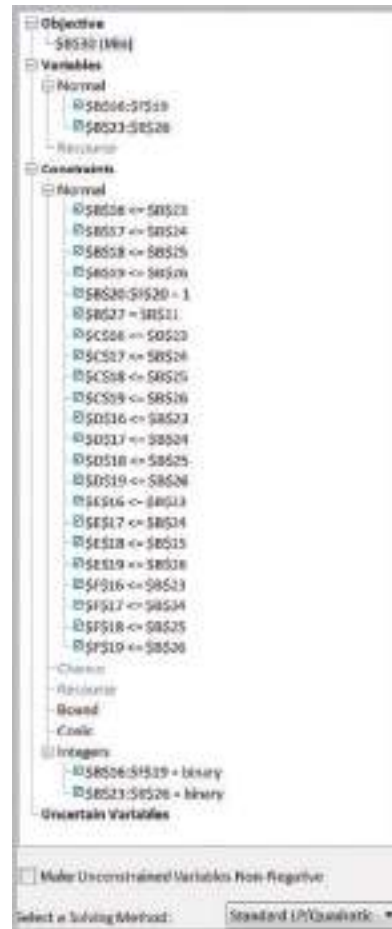 Objective
$B$30 (Min)
Variables
Normal
$B$16:$F$19
$B$23:$B$26
Recourse
Constraints
Normal
$B$16 <= $B$23
$B$17 <= $B$24
$B$18 <= $B$25
$B$19 <= $B$26
$B$20:$F$20 = 1
$B$27 = $B$11
$C$16 <= $B$23
$C$17 <= $B$24
$C$18 <= $B$25
$C$19 <= $B$26
$D$16 <= $B$23
$D$17 <= $B$24
$D$18 <= $B$25
$D$19 <= $B$26
$E$16 <= $B$23
$E$17 <= $B$24
$E$18 <= $B$25
$E$19 <= $B$26
$F$16 <= $B$23
$F$17 <= $B$24
$F$18 <= $B$25
$F$19 <= $B$26
Chance
Recourse
Bound
Conic
Integers
$B$16:$F$19 = binary
$B$23:$B$26 = binary
Uncertain Variables
Make Unconstrained Variables Non-Negative
Select a Solving Method: Standard LP/Quadratic